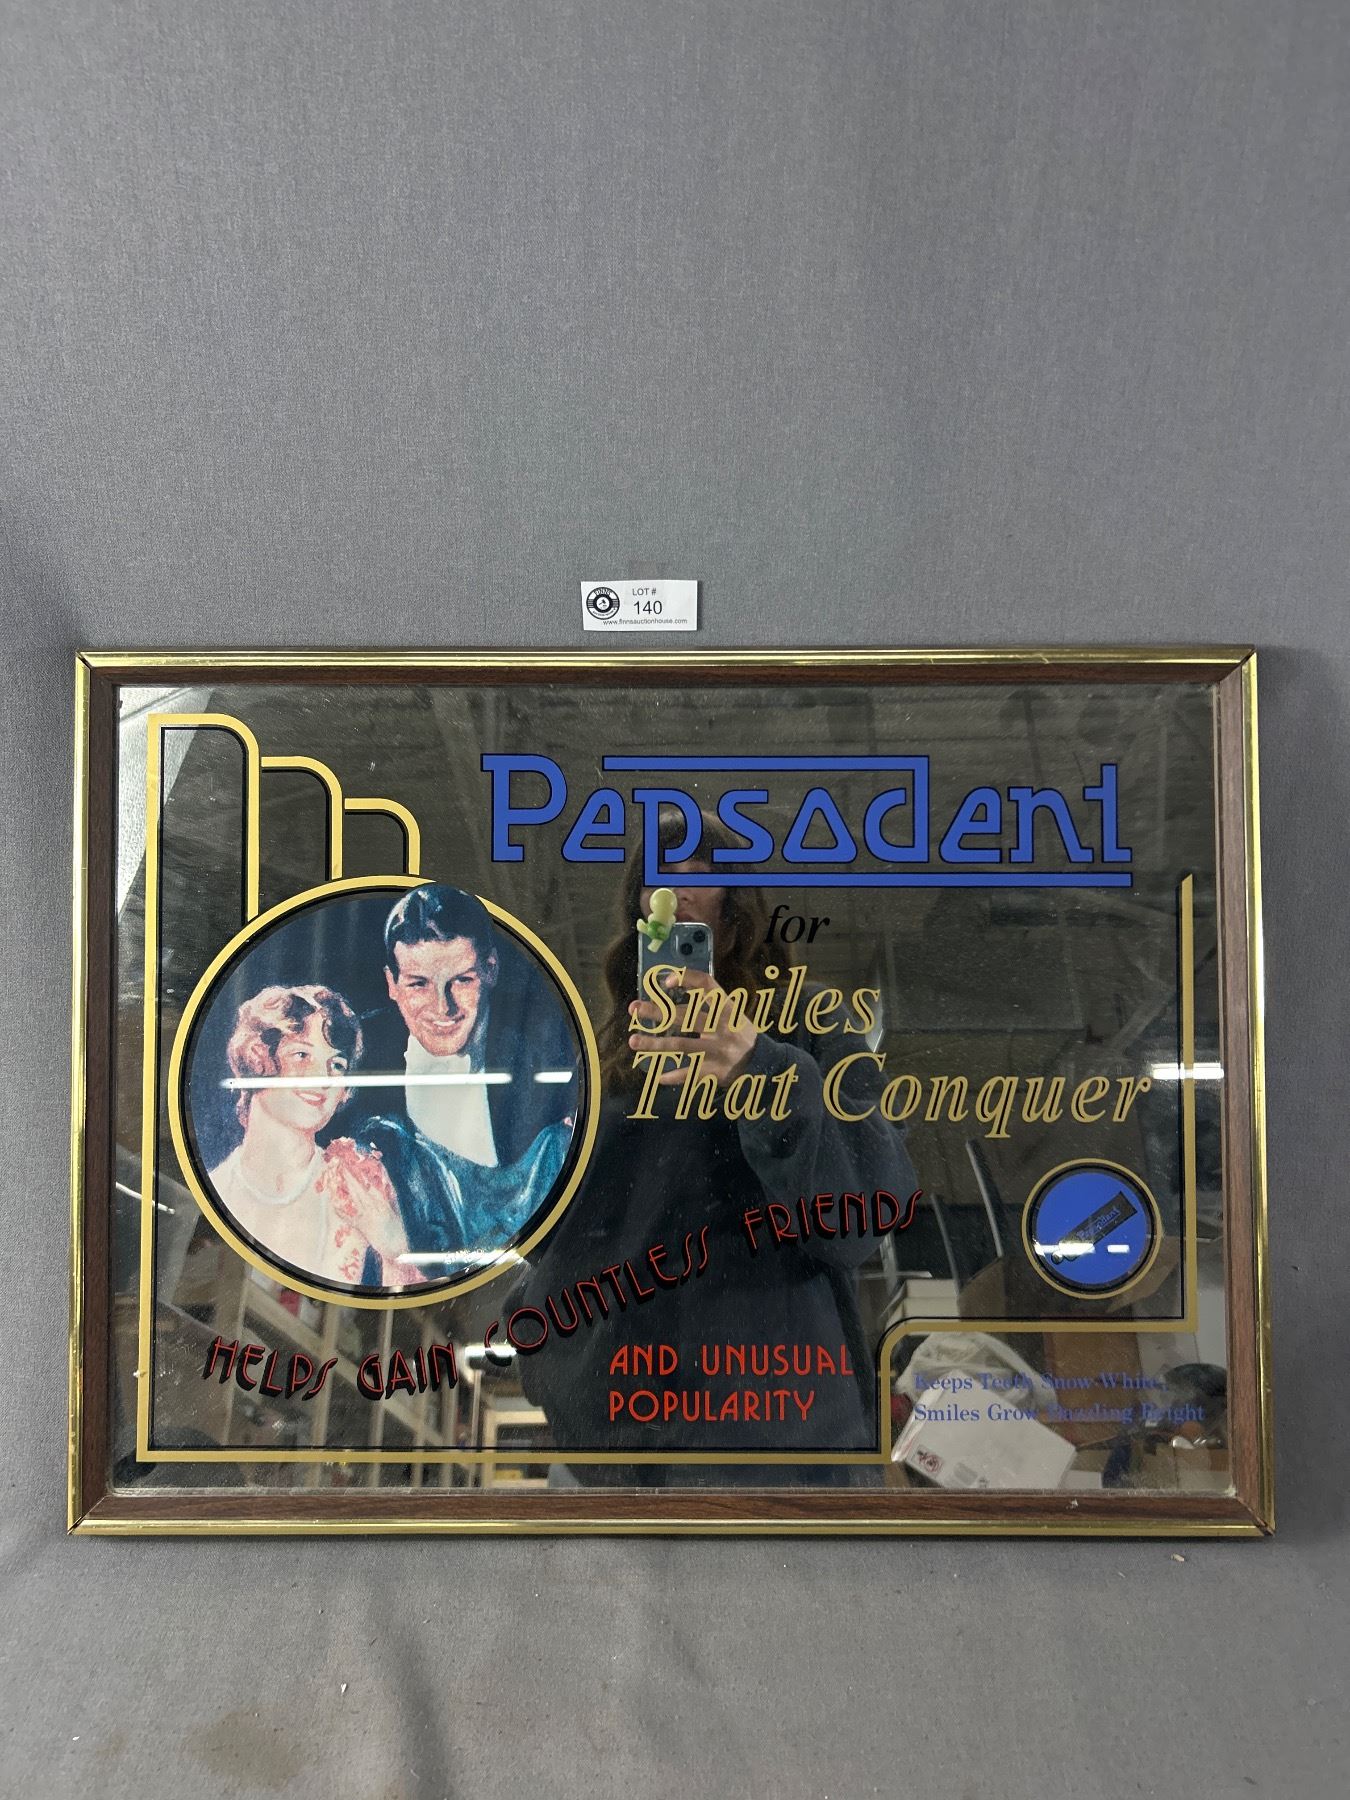 LOT #
140
www.finnsauctionhouse.com
Pepsodent
for
Smiles
That Conquer
HELPS GAIN COUNTLESS FRIENDS
AND UNUSUAL
POPULARITY
Pepsodent
Keeps Teeth Snow White,
Smiles Grow Dazzling Bright